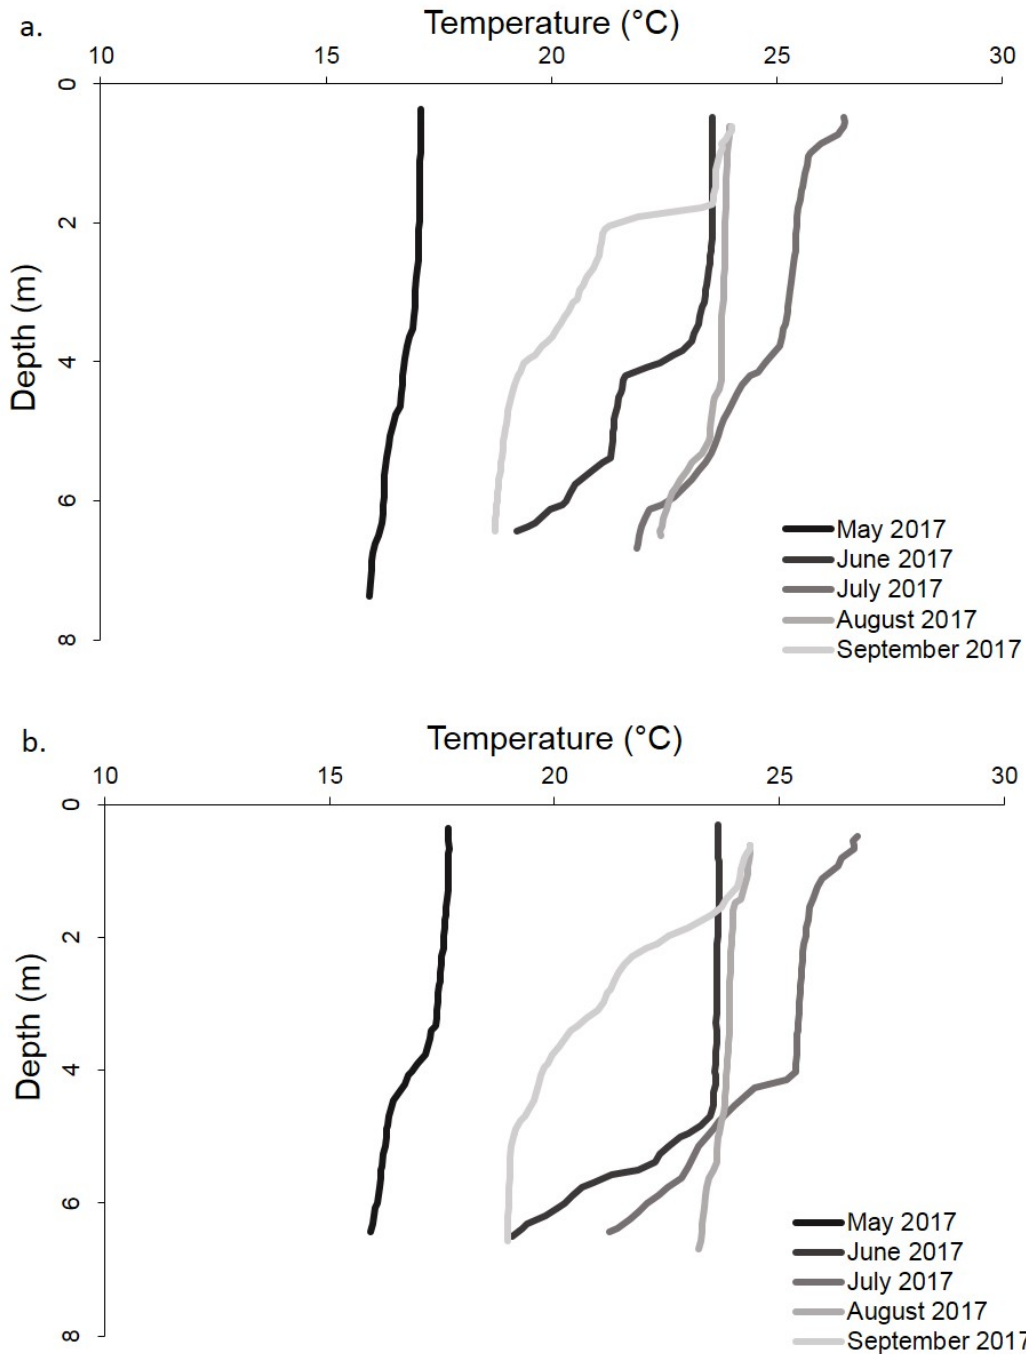 a.
Temperature (°C)
10 15 20 25 30
0
2
4
6
8
Depth (m)
May 2017
June 2017
July 2017
August 2017
September 2017
b.
Temperature (°C)
10 15 20 25 30
0
2
4
6
8
Depth (m)
May 2017
June 2017
July 2017
August 2017
September 2017